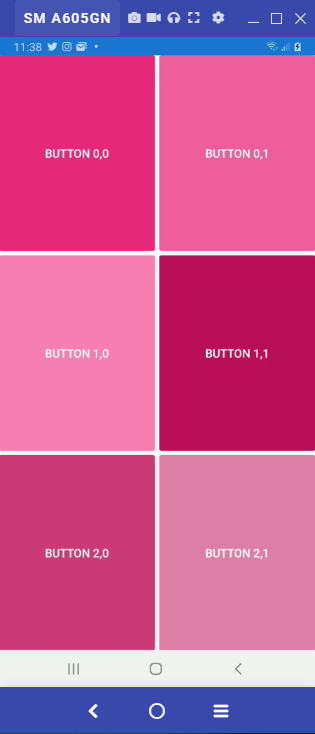 SM A605GN
11:38
BUTTON 0,0 BUTTON 0,1
BUTTON 1,0 BUTTON 1,1
BUTTON 2,0 BUTTON 2,1